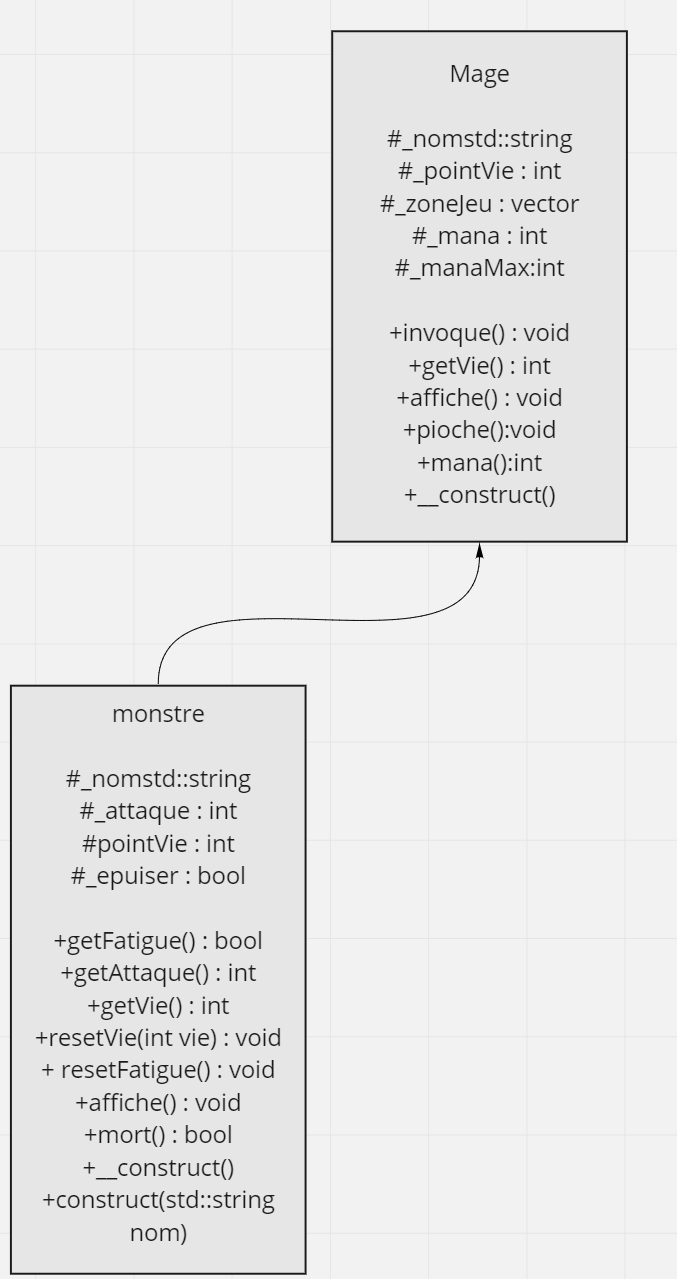 Mage
#_nomstd::string
#_pointVie : int
#_zoneJeu : vector
#_mana : int
#_manaMax:int
+invoque() : void
+getVie() : int
+affiche() : void
+pioche():void
+mana():int
+__construct()
monstre
#_nomstd::string
#_attaque : int
#pointVie : int
#_epuiser : bool
+getFatigue() : bool
+getAttaque() : int
+getVie() : int
+resetVie(int vie) : void
+ resetFatigue() : void
+affiche() : void
+mort() : bool
+__construct()
+construct(std::string
nom)